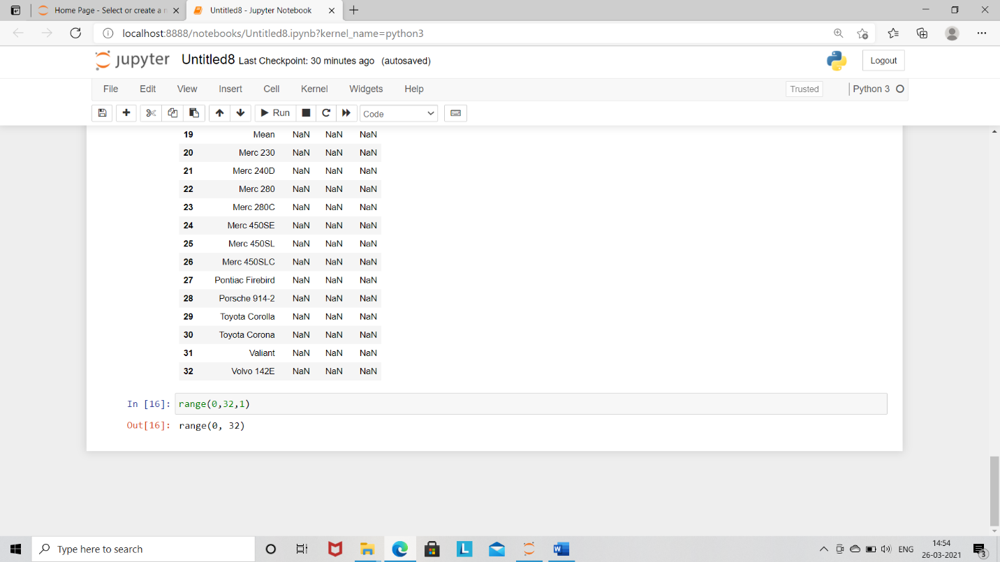 Home Page - Select or create a n
Untitled8 - Jupyter Notebook
localhost:8888/notebooks/Untitled8.ipynb?kernel_name=python3
jupyter Untitled8 Last Checkpoint: 30 minutes ago (autosaved)
Logout
File Edit View Insert Cell Kernel Widgets Help
Trusted
Python 3
Run
Code
19 Mean NaN NaN NaN
20 Merc 230 NaN NaN NaN
21 Merc 240D NaN NaN NaN
22 Merc 280 NaN NaN NaN
23 Merc 280C NaN NaN NaN
24 Merc 450SE NaN NaN NaN
25 Merc 450SL NaN NaN NaN
26 Merc 450SLC NaN NaN NaN
27 Pontiac Firebird NaN NaN NaN
28 Porsche 914-2 NaN NaN NaN
29 Toyota Corolla NaN NaN NaN
30 Toyota Corona NaN NaN NaN
31 Valiant NaN NaN NaN
32 Volvo 142E NaN NaN NaN
In [16]: range(0,32,1)
Out[16]: range(0, 32)
Type here to search
L
W
ENG
14:54
26-03-2021
3